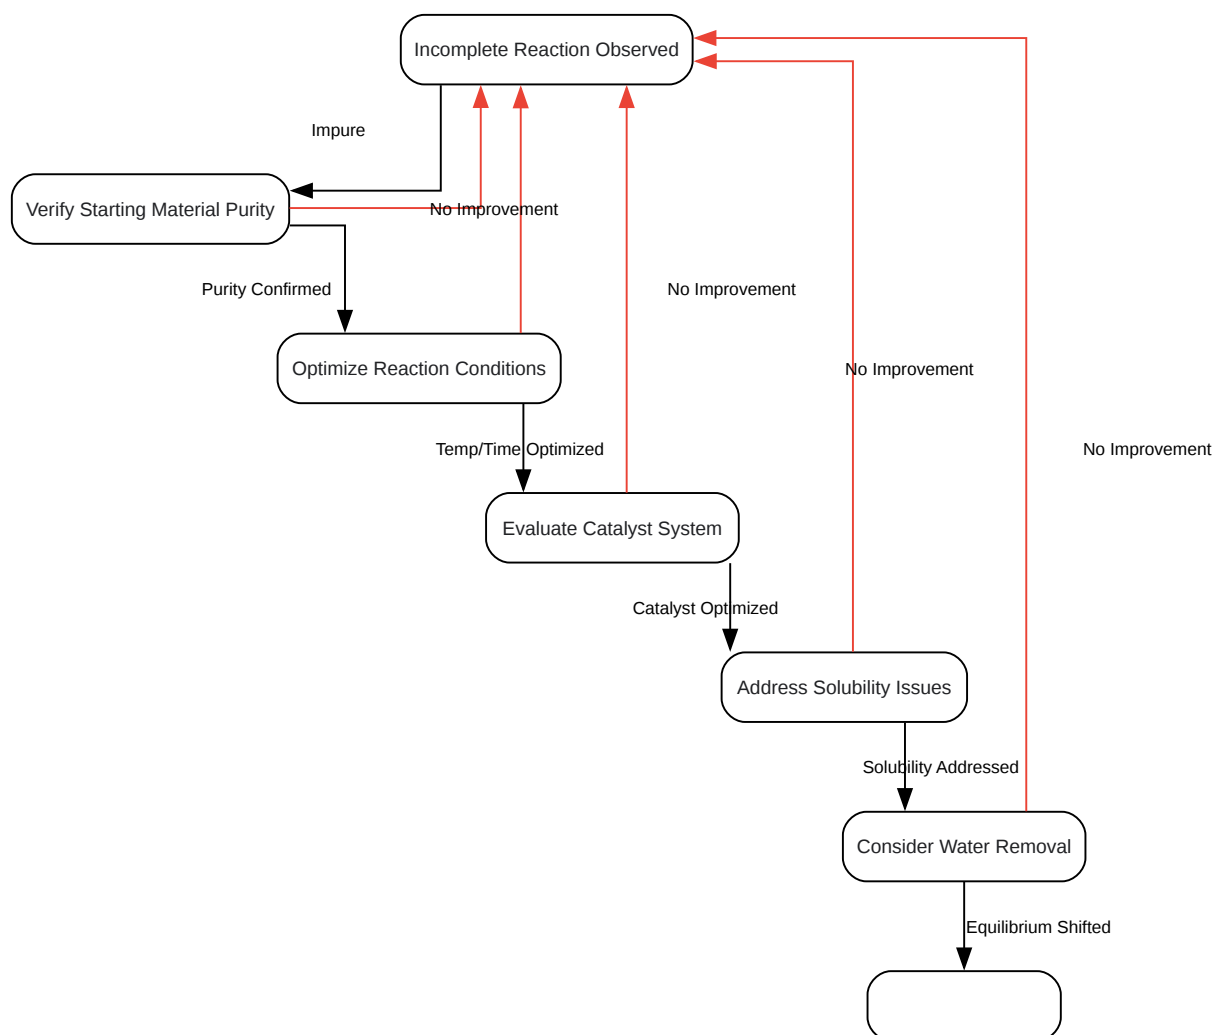 Incomplete Reaction Observed
Impure
Verify Starting Material Purity
No Improvement
Purity Confirmed
No Improvement
Optimize Reaction Conditions
No Improvement
Temp/Time Optimized
No Improvement
Evaluate Catalyst System
Catalyst Optimized
Address Solubility Issues
Solubility Addressed
Consider Water Removal
Equilibrium Shifted